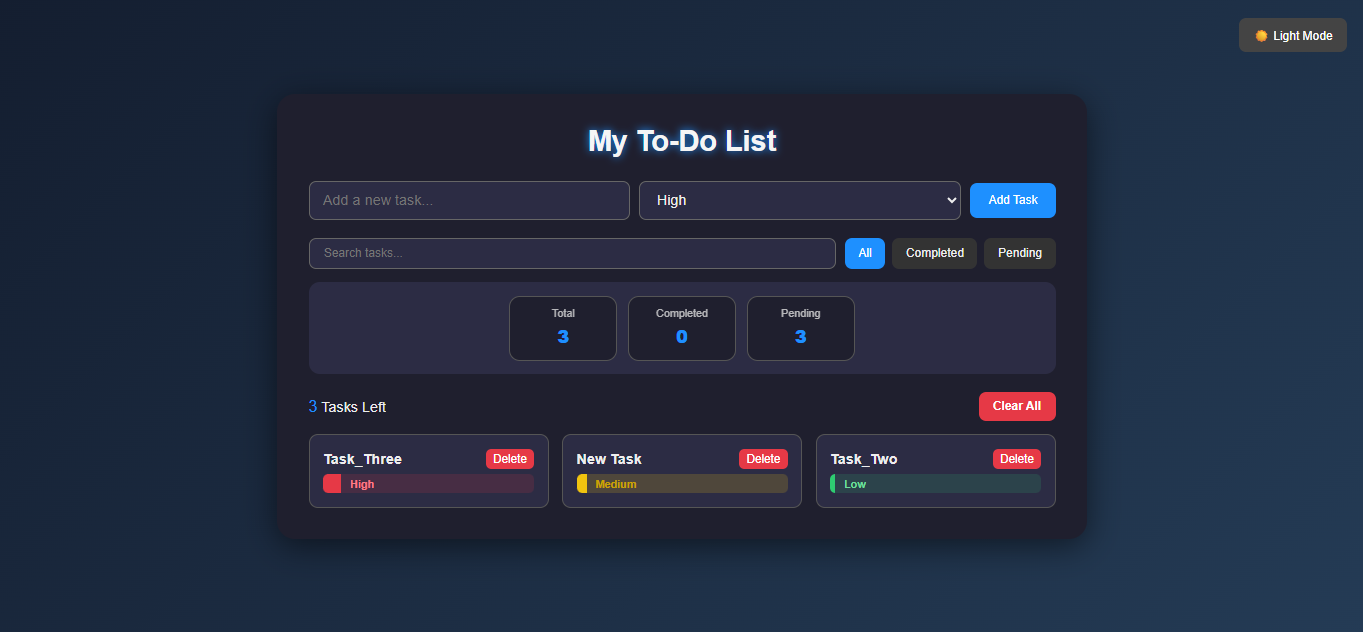 Light Mode
My To-Do List
Add a new task...
High
Add Task
Search tasks...
All
Completed
Pending
Total
3
Completed
0
Pending
3
3 Tasks Left
Clear All
Task_Three
Delete
High
New Task
Delete
Medium
Task_Two
Delete
Low